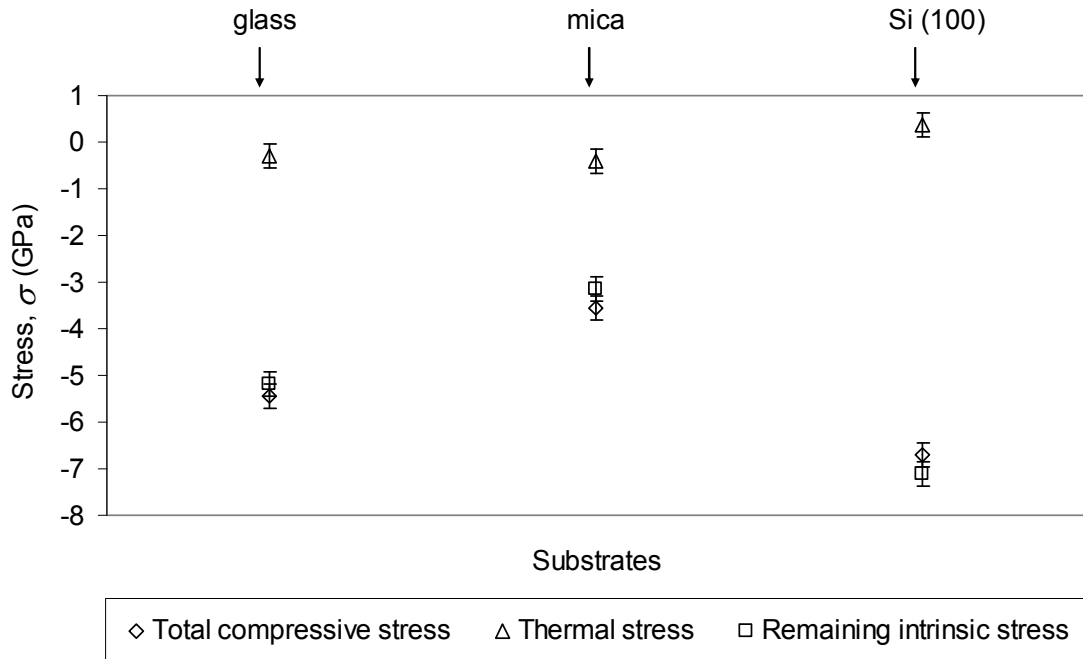 glass mica Si (100)
1
0
-1
-2
-3
-4
-5
-6
-7
-8
Stress, σ (GPa)
Substrates
Total compressive stress Thermal stress Remaining intrinsic stress